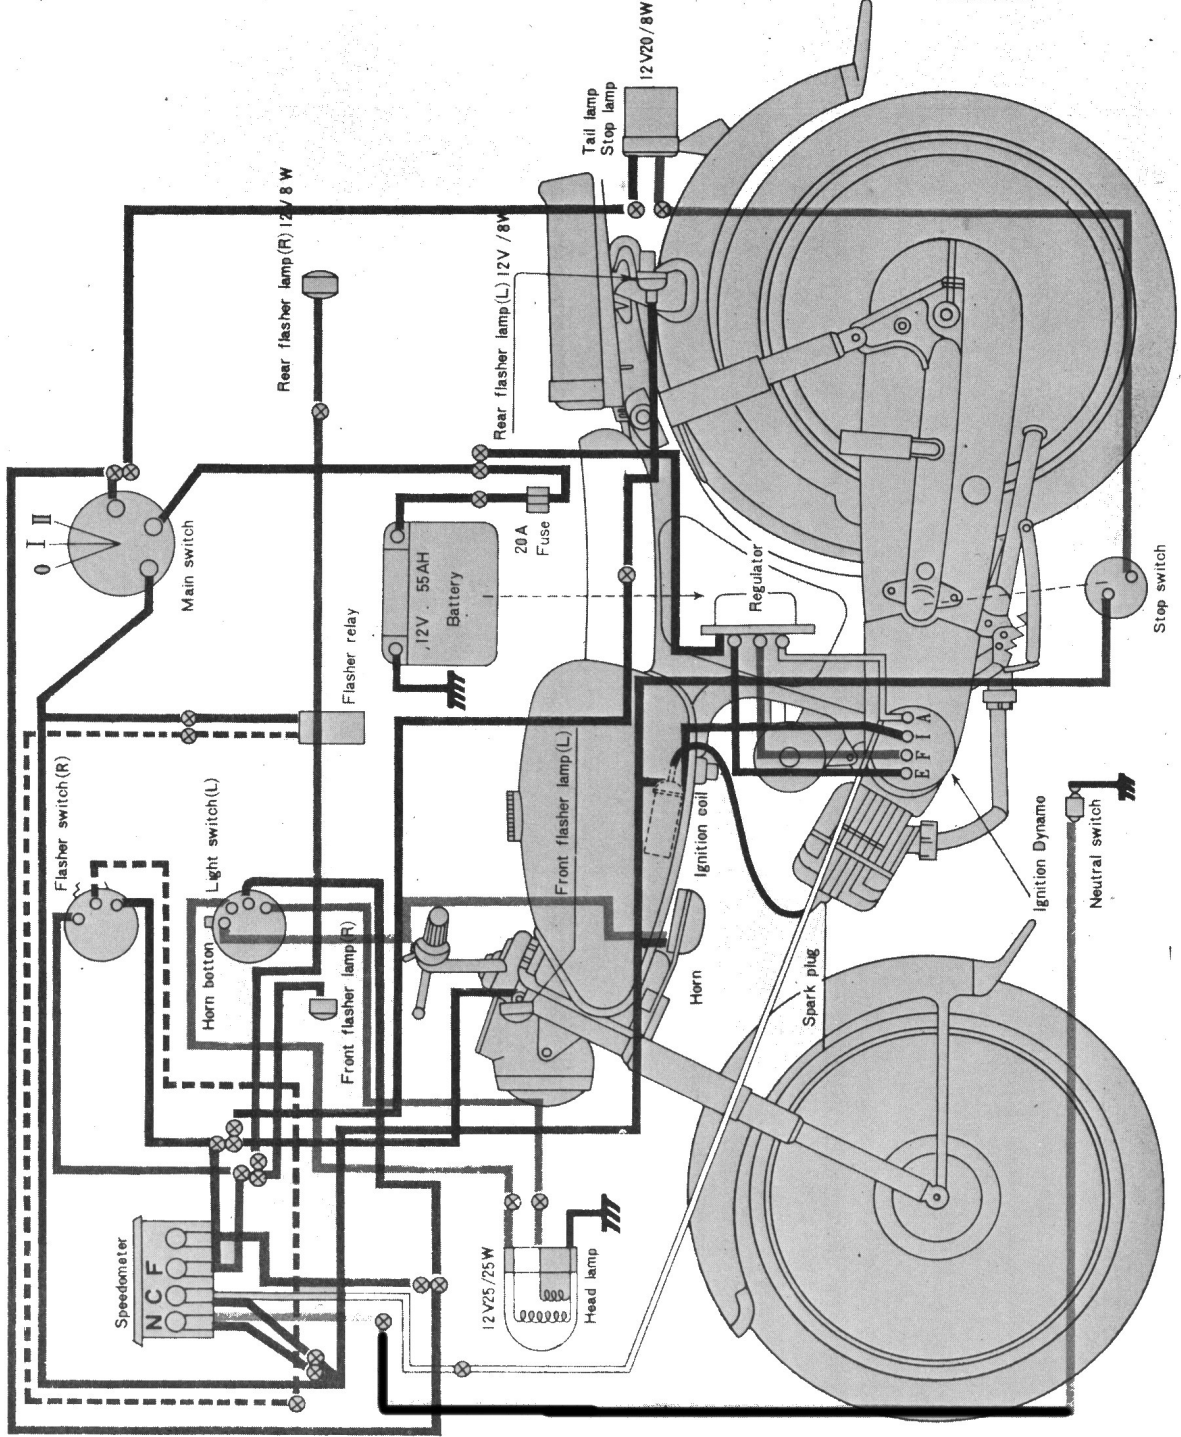 12V20/8W
Tail lamp
Stop lamp
Rear flasher lamp(R) 12V 8 W
Rear flasher lamp(L) 12V /8W
O I II
Main switch
20A
Fuse
12V . 55AH
Battery
Flasher relay
Regulator
Stop switch
Flasher switch(R)
Light switch(L)
Horn botton
Front flasher lamp(R)
Front flasher lamp(L)
Ignition coil
Horn
Spark plug
E F I A
Ignition Dynamo
Neutral switch
Speedometer
N C F
12V25/25W
Head lamp